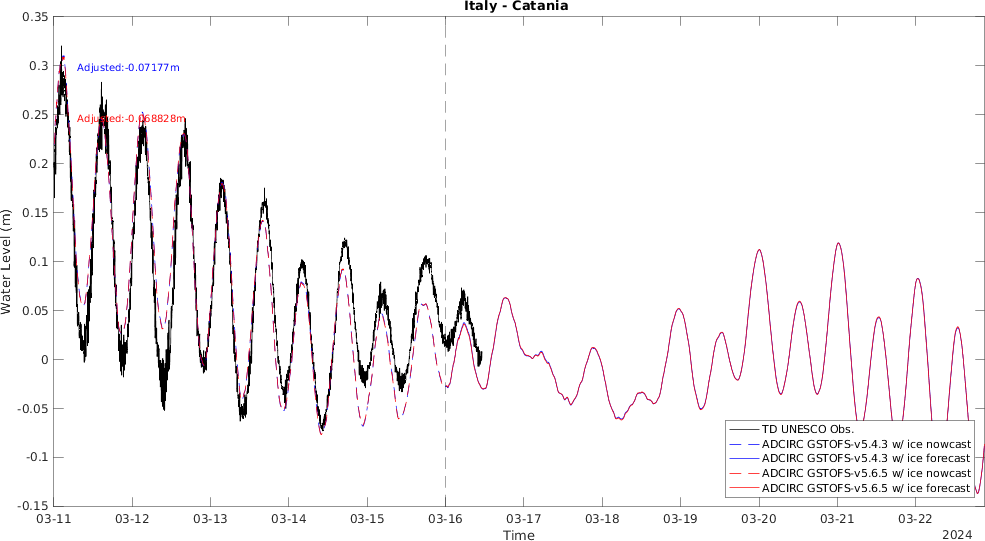 Italy - Catania
0.35
0.3
0.25
0.2
0.15
0.1
0.05
0
-0.05
-0.1
-0.15
Water Level (m)
Adjusted:-0.07177m
Adjusted:-0.068828m
TD UNESCO Obs.
ADCIRC GSTOFS-v5.4.3 w/ ice nowcast
ADCIRC GSTOFS-v5.4.3 w/ ice forecast
ADCIRC GSTOFS-v5.6.5 w/ ice nowcast
ADCIRC GSTOFS-v5.6.5 w/ ice forecast
03-11 03-12 03-13 03-14 03-15 03-16 03-17 03-18 03-19 03-20 03-21 03-22
Time
2024